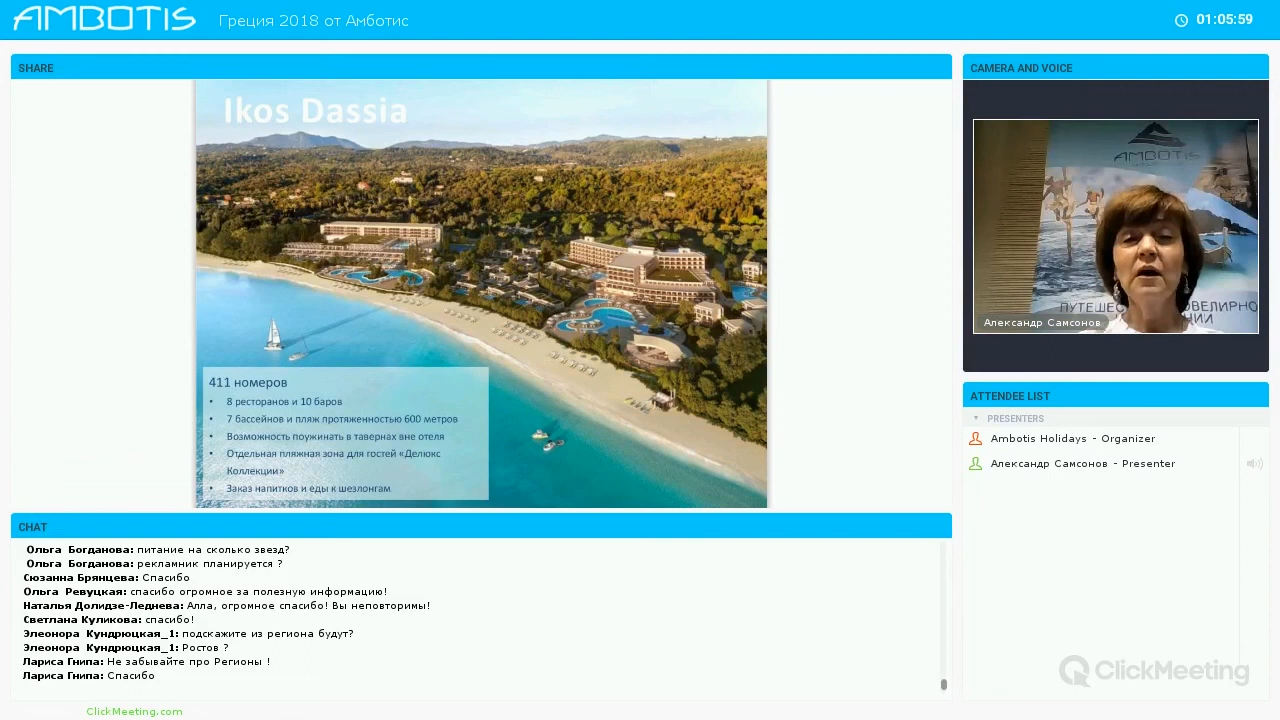 AMBOTIS
Греция 2018 от Амботис
01:05:59
SHARE
Ikos Dassia
411 номеров
• 8 ресторанов и 10 баров
• 7 бассейнов и пляж протяженностью 600 метров
• Возможность поужинать в тавернах вне отеля
• Отдельная пляжная зона для гостей «Делюкс
Коллекции»
• Заказ напитков и еды к шезлонгам
CAMERA AND VOICE
AMBOTIS
ПУТЕШЕС
ЮВЕЛИРНО
Александр Самсонов
ATTENDEE LIST
PRESENTERS
Ambotis Holidays - Organizer
Александр Самсонов - Presenter
CHAT
Ольга Богданова: питание на сколько звезд?
Ольга Богданова: рекламник планируется ?
Сюзанна Брянцева: Спасибо
Ольга Ревуцкая: спасибо огромное за полезную информацию!
Наталья Долидзе-Леднева: Алла, огромное спасибо! Вы неповторимы!
Светлана Куликова: спасибо!
Элеонора Кундрюцкая_1: подскажите из региона будут?
Элеонора Кундрюцкая_1: Ростов ?
Лариса Гнипа: Не забывайте про Регионы !
Лариса Гнипа: Спасибо
ClickMeeting
ClickMeeting.com